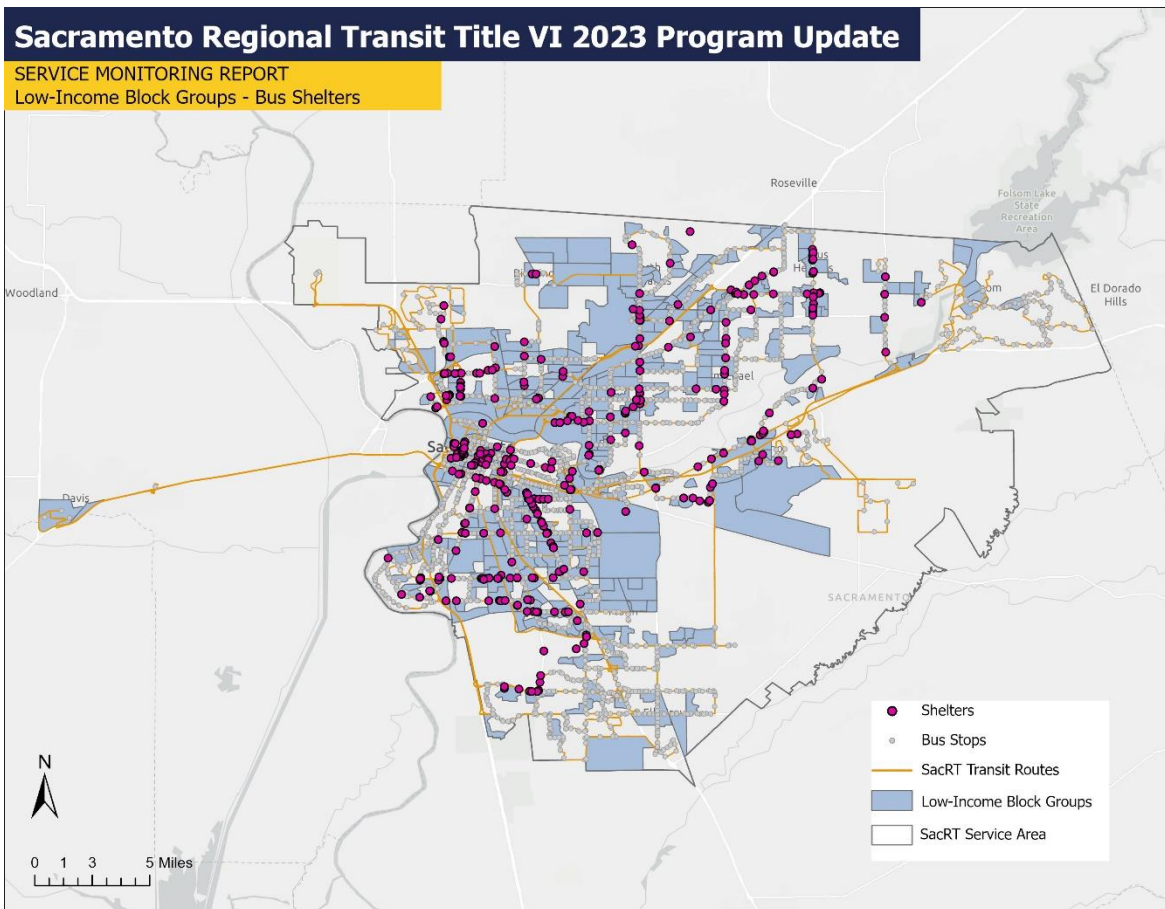 Sacramento Regional Transit Title VI 2023 Program Update
SERVICE MONITORING REPORT
Low-Income Block Groups - Bus Shelters
Roseville
Folsom Lake
State
Recreation
Area
Woodland
El Dorado
Hills
Davis
SACRAMENTO
Shelters
Bus Stops
SacRT Transit Routes
Low-Income Block Groups
SacRT Service Area
N
0 1 3 5 Miles